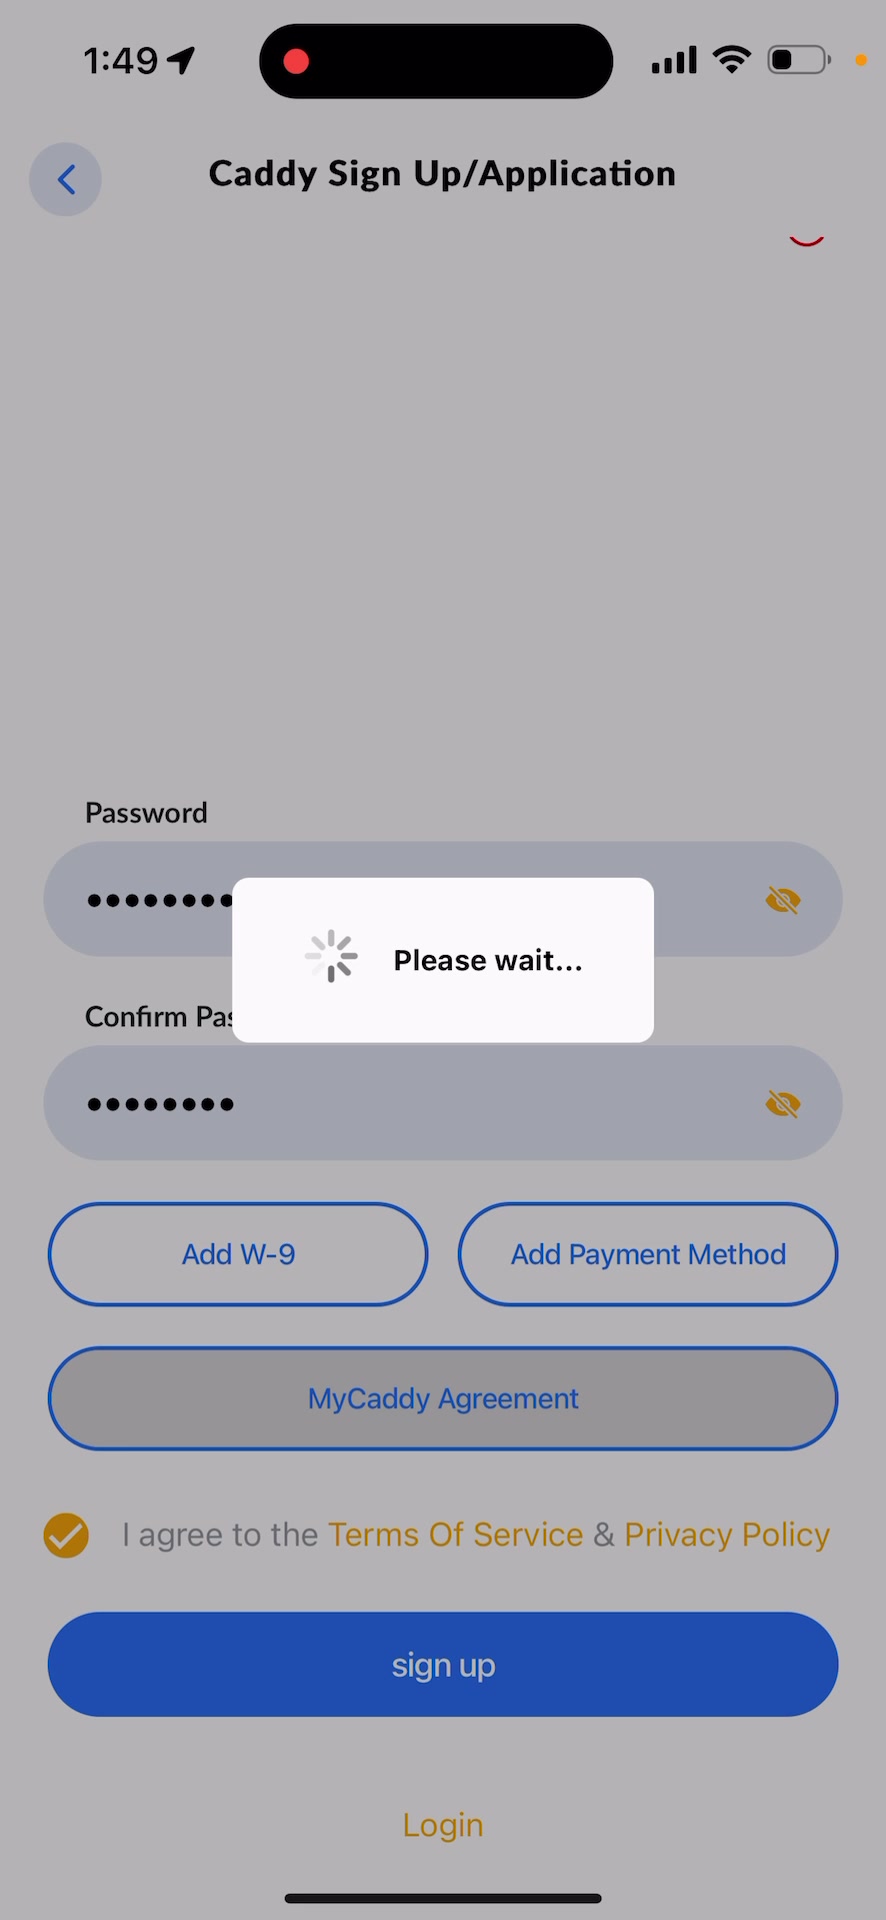 1:49
Caddy Sign Up/Application
Password
Please wait...
Confirm Pas
Add W-9
Add Payment Method
MyCaddy Agreement
I agree to the Terms Of Service & Privacy Policy
sign up
Login